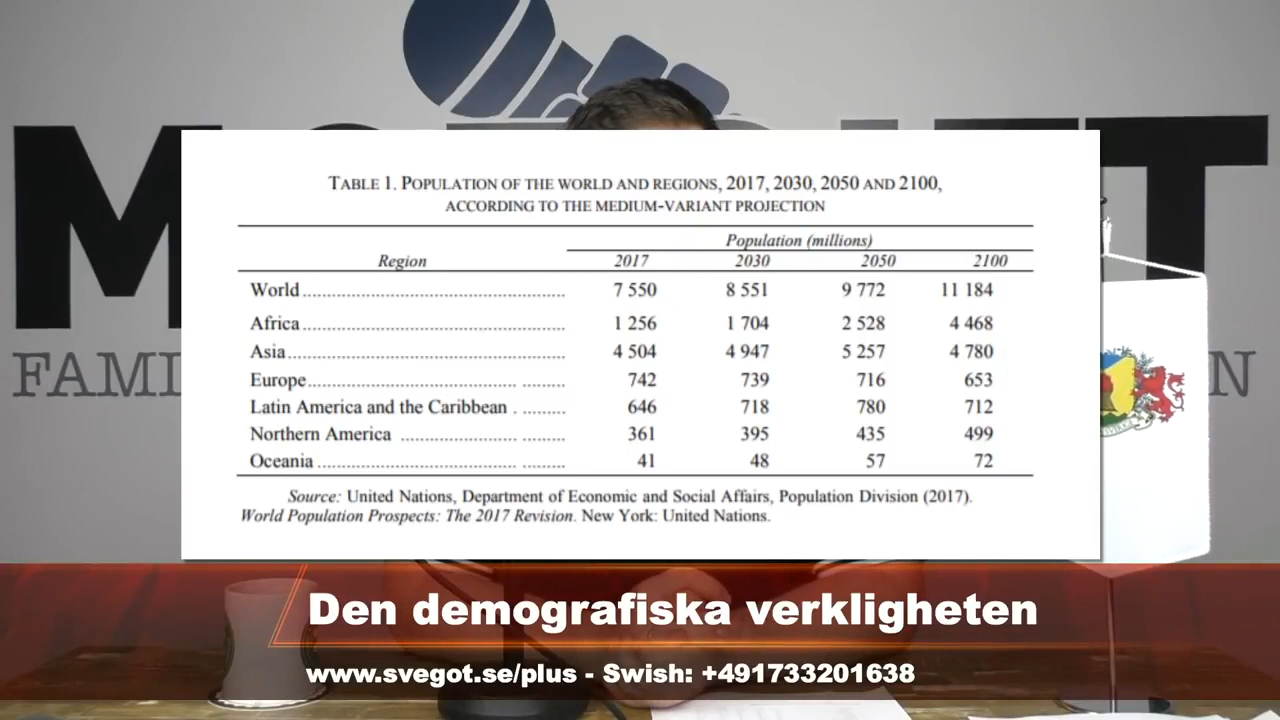 TABLE 1. POPULATION OF THE WORLD AND REGIONS, 2017, 2030, 2050 AND 2100,
ACCORDING TO THE MEDIUM-VARIANT PROJECTION
Population (millions)
Region 2017 2030 2050 2100
World 7 550 8 551 9 772 11 184
Africa 1 256 1 704 2 528 4 468
Asia 4 504 4 947 5 257 4 780
Europe 742 739 716 653
Latin America and the Caribbean 646 718 780 712
Northern America 361 395 435 499
Oceania 41 48 57 72
Source: United Nations, Department of Economic and Social Affairs, Population Division (2017).
World Population Prospects: The 2017 Revision. New York: United Nations.
Den demografiska verkligheten
www.svegot.se/plus - Swish: +491733201638